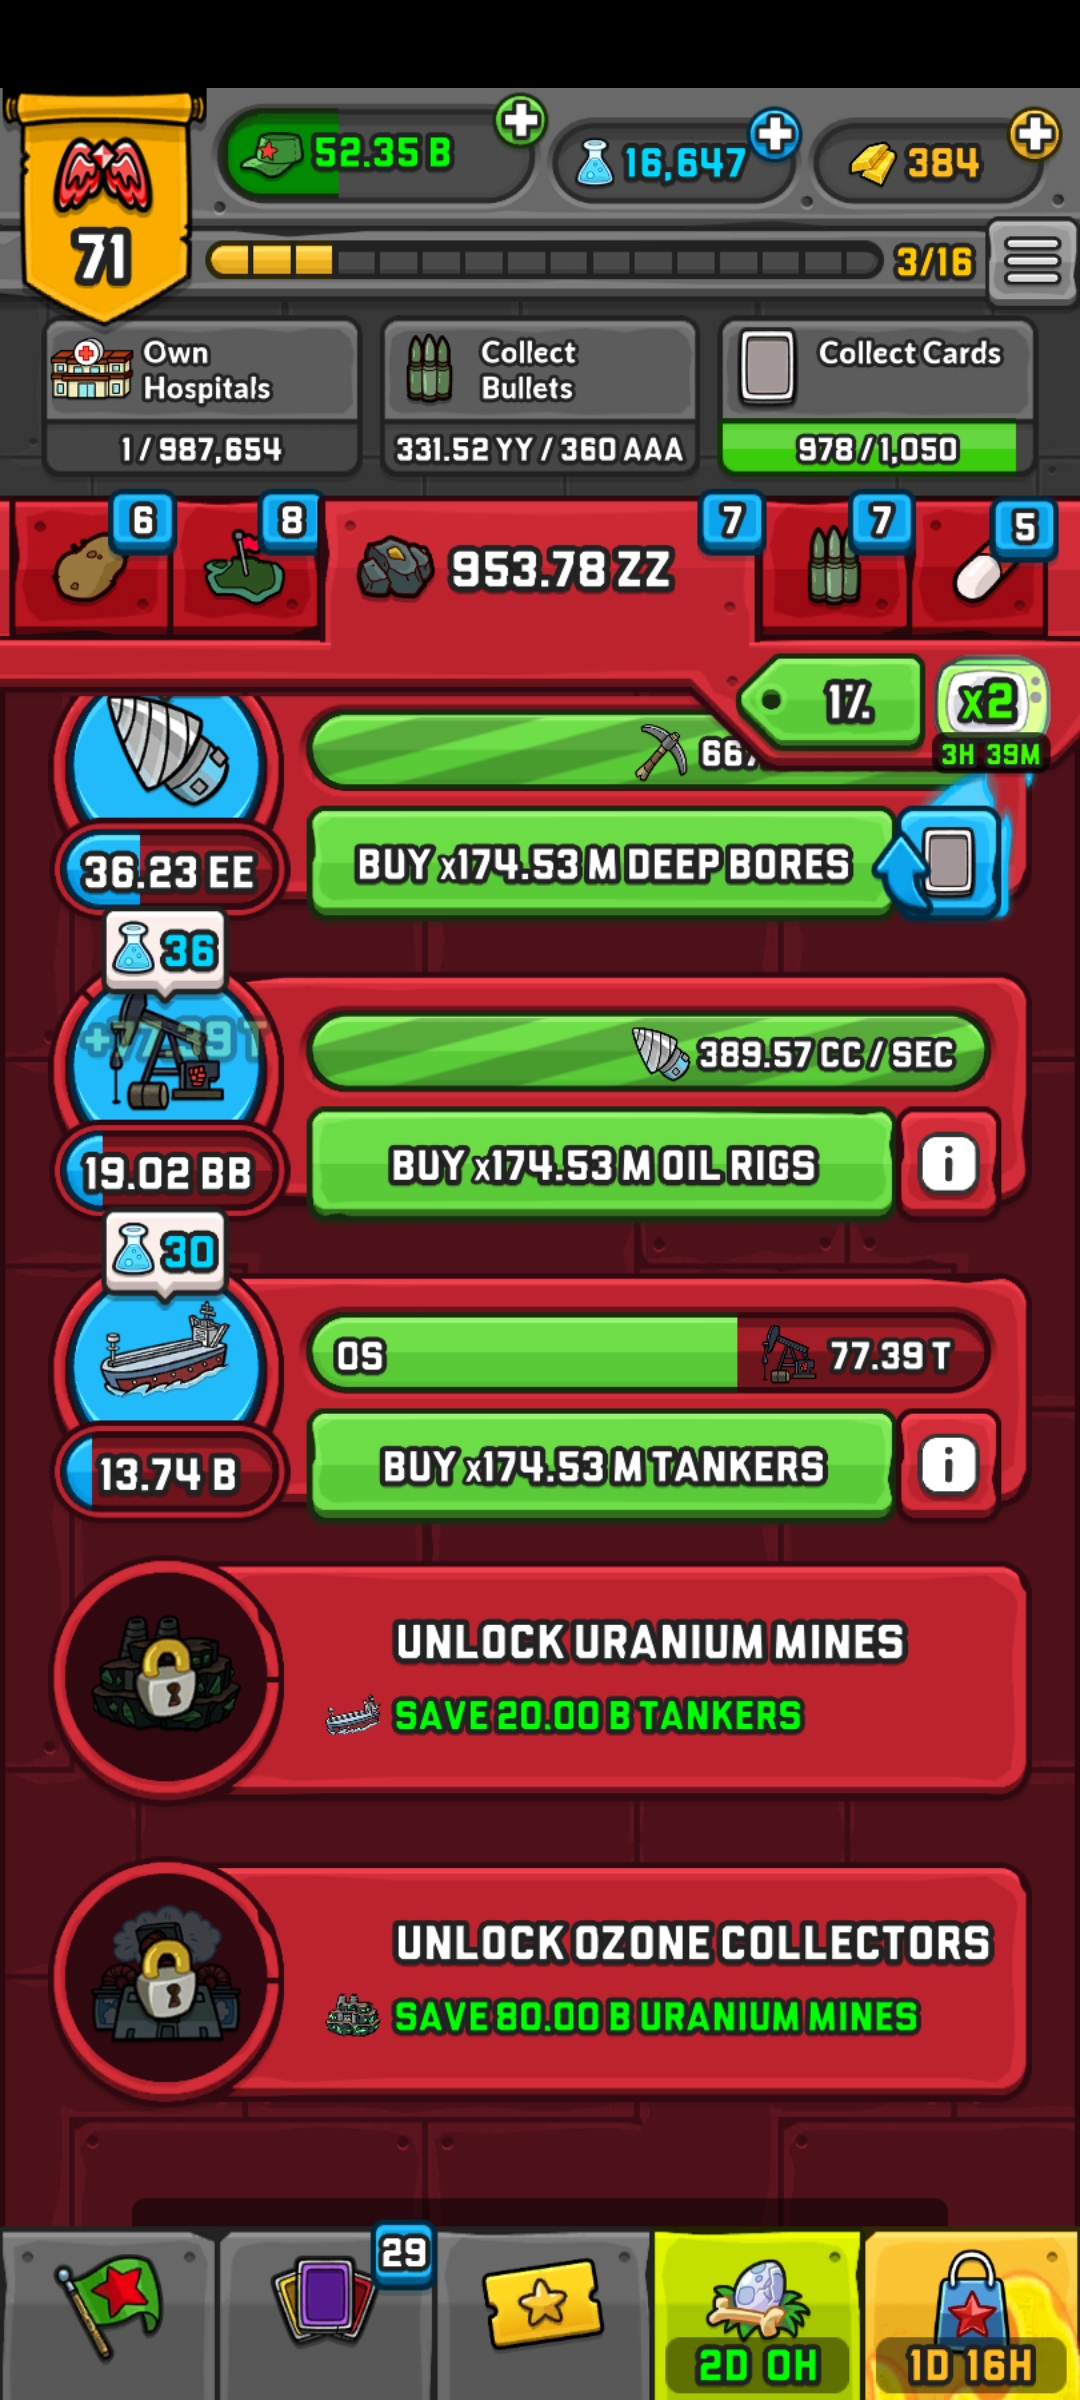 71
52.35 B
16,647
384
3/16
Own
Hospitals
1 / 987,654
Collect
Bullets
331.52 YY / 360 AAA
Collect Cards
978 / 1,050
6
8
953.78 ZZ
7
7
5
1%
x2
3H 39M
36.23 EE
BUY x174.53 M DEEP BORES
36
+77.39 T
389.57 CC / SEC
19.02 BB
BUY x174.53 M OIL RIGS
30
0S
77.39 T
13.74 B
BUY x174.53 M TANKERS
UNLOCK URANIUM MINES
SAVE 20.00 B TANKERS
UNLOCK OZONE COLLECTORS
SAVE 80.00 B URANIUM MINES
29
2D 0H
1D 16H